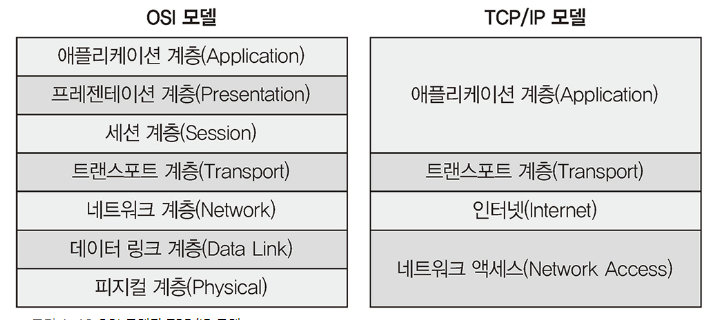 OSI 모델
애플리케이션 계층(Application)
프레젠테이션 계층(Presentation)
세션 계층(Session)
트랜스포트 계층(Transport)
네트워크 계층(Network)
데이터 링크 계층(Data Link)
피지컬 계층(Physical)
TCP/IP 모델
애플리케이션 계층(Application)
트랜스포트 계층(Transport)
인터넷(Internet)
네트워크 액세스(Network Access)